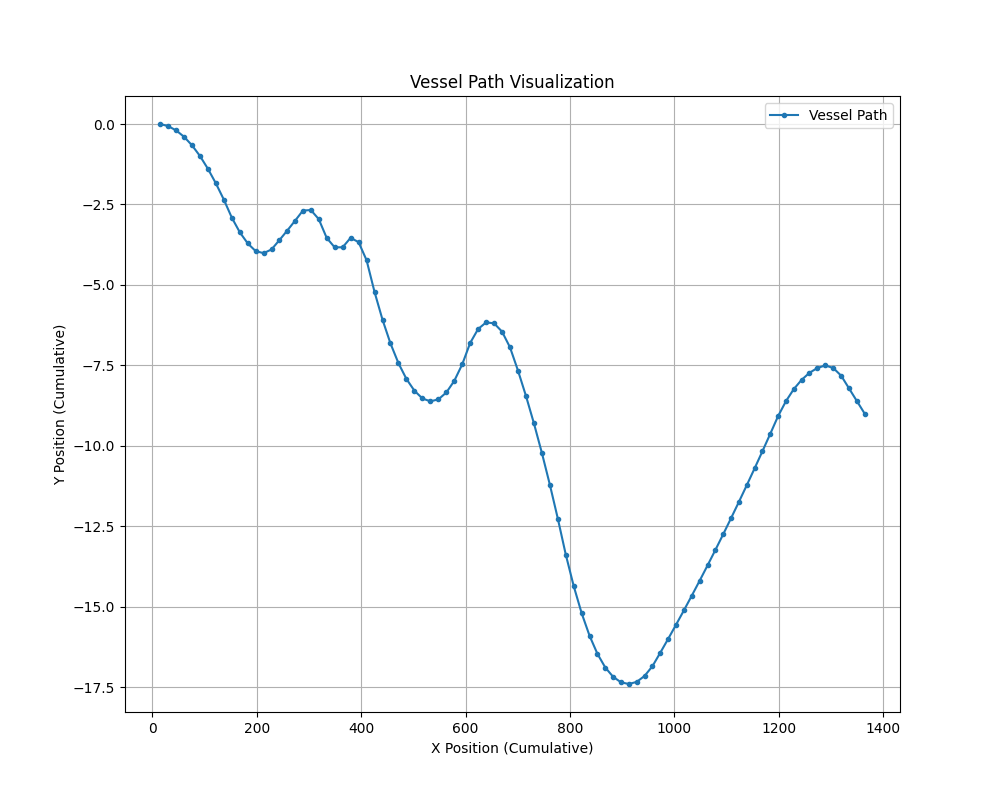 Vessel Path Visualization
Vessel Path
0.0
−2.5
−5.0
−7.5
−10.0
−12.5
−15.0
−17.5
Y Position (Cumulative)
0 200 400 600 800 1000 1200 1400
X Position (Cumulative)